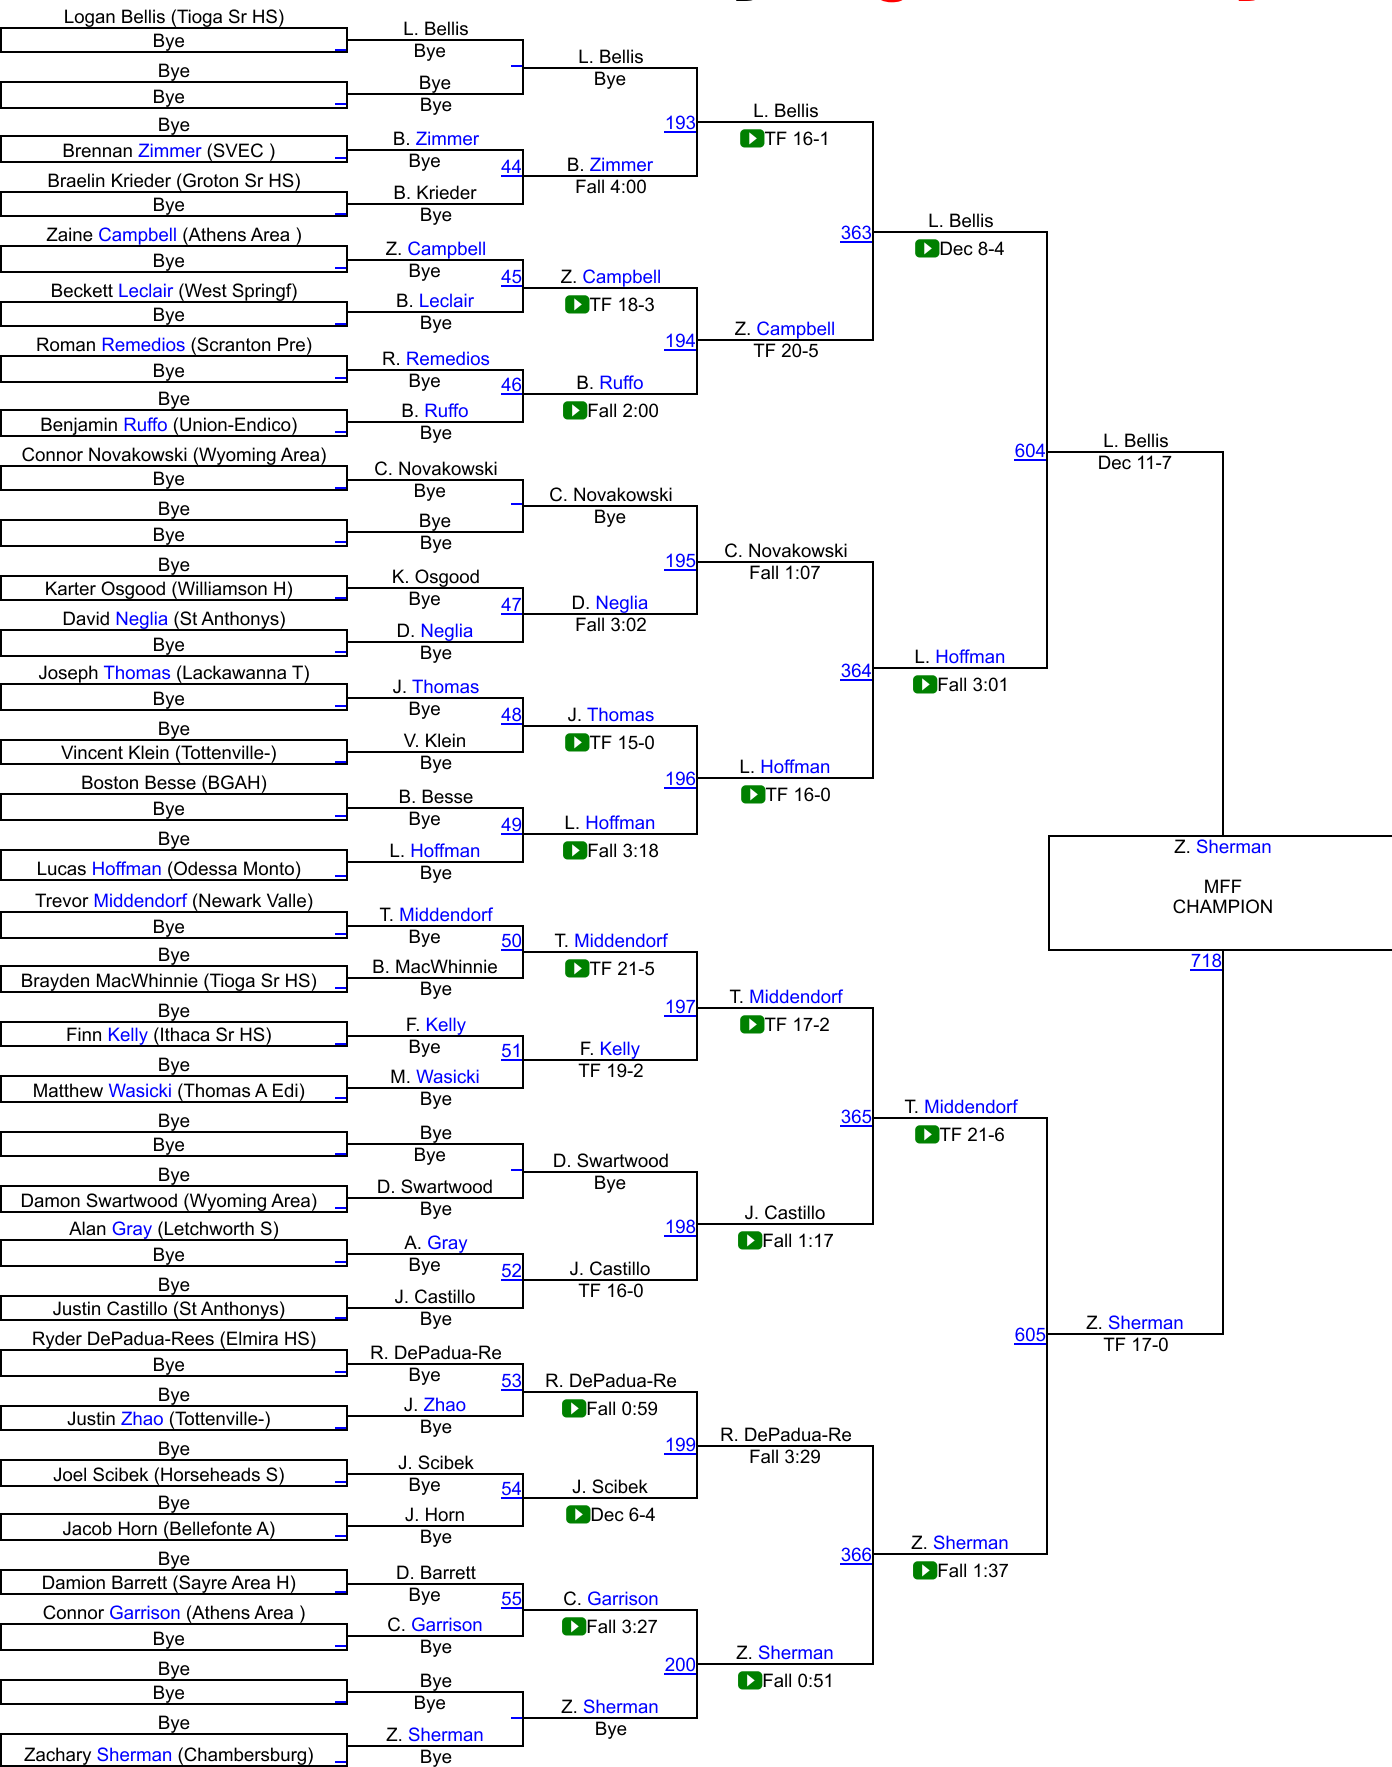 Logan Bellis (Tioga Sr HS)
Bye
Bye
Bye
Bye
Brennan Zimmer (SVEC )
Braelin Krieder (Groton Sr HS)
Bye
Zaine Campbell (Athens Area )
Bye
Beckett Leclair (West Springf)
Bye
Roman Remedios (Scranton Pre)
Bye
Bye
Benjamin Ruffo (Union-Endico)
Connor Novakowski (Wyoming Area)
Bye
Bye
Bye
Bye
Karter Osgood (Williamson H)
David Neglia (St Anthonys)
Bye
Joseph Thomas (Lackawanna T)
Bye
Bye
Vincent Klein (Tottenville-)
Boston Besse (BGAH)
Bye
Bye
Lucas Hoffman (Odessa Monto)
Trevor Middendorf (Newark Valle)
Bye
Bye
Brayden MacWhinnie (Tioga Sr HS)
Bye
Finn Kelly (Ithaca Sr HS)
Bye
Matthew Wasicki (Thomas A Edi)
Bye
Bye
Bye
Damon Swartwood (Wyoming Area)
Alan Gray (Letchworth S)
Bye
Bye
Justin Castillo (St Anthonys)
Ryder DePadua-Rees (Elmira HS)
Bye
Bye
Justin Zhao (Tottenville-)
Bye
Joel Scibek (Horseheads S)
Bye
Jacob Horn (Bellefonte A)
Bye
Damion Barrett (Sayre Area H)
Connor Garrison (Athens Area )
Bye
Bye
Bye
Bye
Zachary Sherman (Chambersburg)
L. Bellis
Bye
Bye
Bye
B. Zimmer
Bye
44
B. Krieder
Bye
Z. Campbell
Bye
45
B. Leclair
Bye
R. Remedios
Bye
46
B. Ruffo
Bye
C. Novakowski
Bye
Bye
Bye
K. Osgood
Bye
47
D. Neglia
Bye
J. Thomas
Bye
48
V. Klein
Bye
B. Besse
Bye
49
L. Hoffman
Bye
T. Middendorf
Bye
50
B. MacWhinnie
Bye
F. Kelly
Bye
51
M. Wasicki
Bye
Bye
Bye
D. Swartwood
Bye
A. Gray
Bye
52
J. Castillo
Bye
R. DePadua-Re
Bye
53
J. Zhao
Bye
J. Scibek
Bye
54
J. Horn
Bye
D. Barrett
Bye
55
C. Garrison
Bye
Bye
Bye
Z. Sherman
Bye
L. Bellis
Bye
193
B. Zimmer
Fall 4:00
Z. Campbell
TF 18-3
194
B. Ruffo
Fall 2:00
C. Novakowski
Bye
195
D. Neglia
Fall 3:02
J. Thomas
TF 15-0
196
L. Hoffman
Fall 3:18
T. Middendorf
TF 21-5
197
F. Kelly
TF 19-2
D. Swartwood
Bye
198
J. Castillo
TF 16-0
R. DePadua-Re
Fall 0:59
199
J. Scibek
Dec 6-4
C. Garrison
Fall 3:27
200
Z. Sherman
Bye
L. Bellis
TF 16-1
363
Z. Campbell
TF 20-5
C. Novakowski
Fall 1:07
364
L. Hoffman
TF 16-0
T. Middendorf
TF 17-2
365
J. Castillo
Fall 1:17
R. DePadua-Re
Fall 3:29
366
Z. Sherman
Fall 0:51
L. Bellis
Dec 8-4
604
L. Hoffman
Fall 3:01
T. Middendorf
TF 21-6
605
Z. Sherman
Fall 1:37
L. Bellis
Dec 11-7
Z. Sherman
TF 17-0
Z. Sherman
MFF
CHAMPION
718